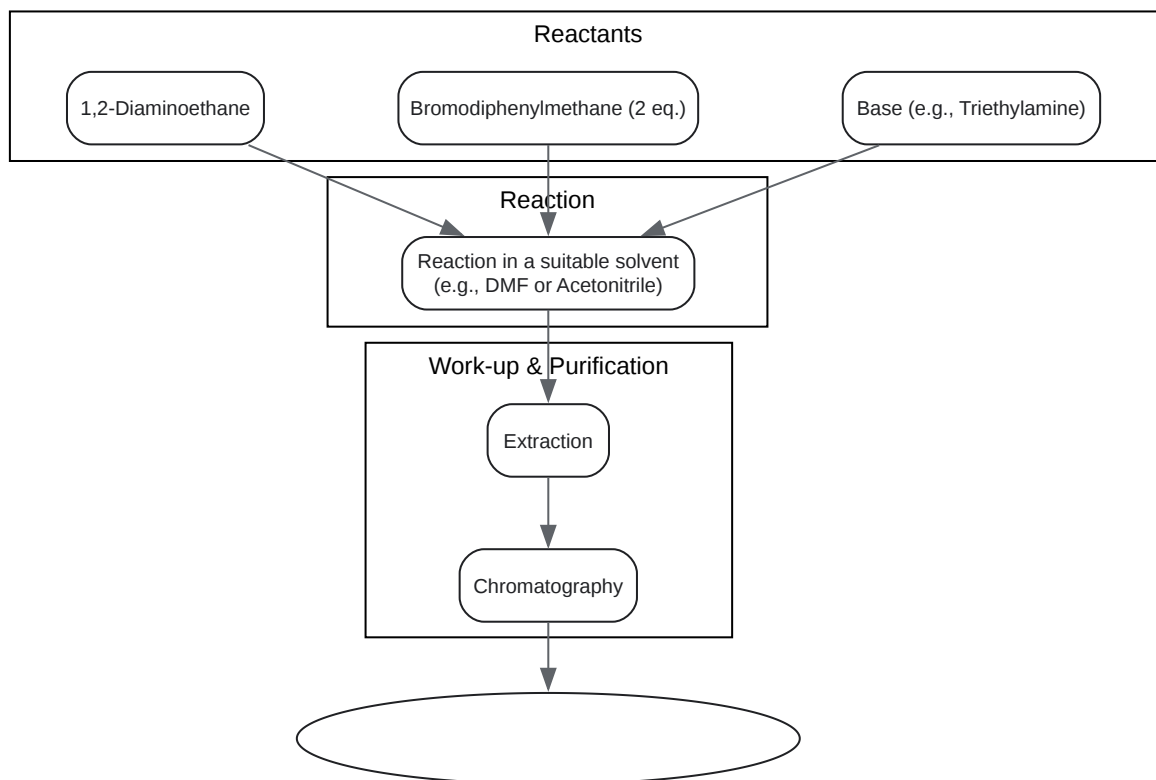 Reactants
1,2-Diaminoethane
Bromodiphenylmethane (2 eq.)
Base (e.g., Triethylamine)
Reaction
Reaction in a suitable solvent
(e.g., DMF or Acetonitrile)
Work-up & Purification
Extraction
Chromatography